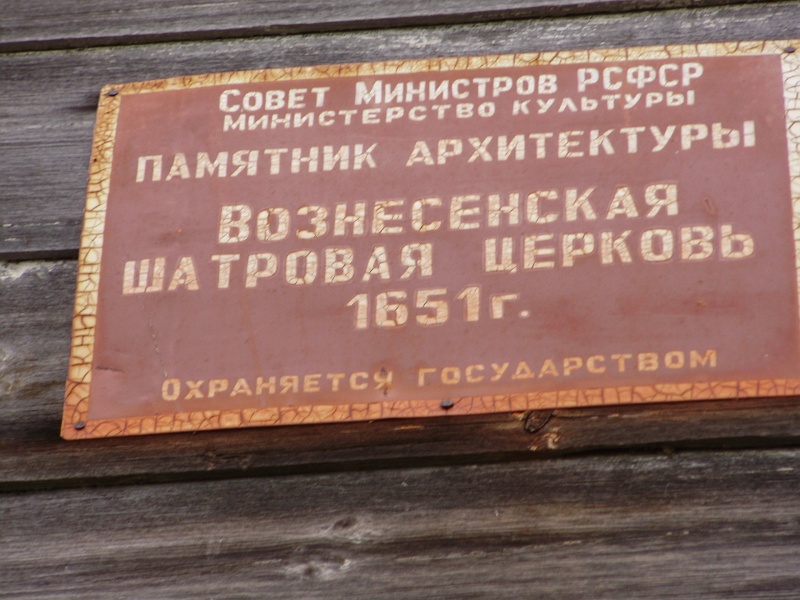 Совет Министров РСФСР
Министерство культуры
Памятник архитектуры
Вознесенская
шатровая церковь
1651г.
Охраняется государством